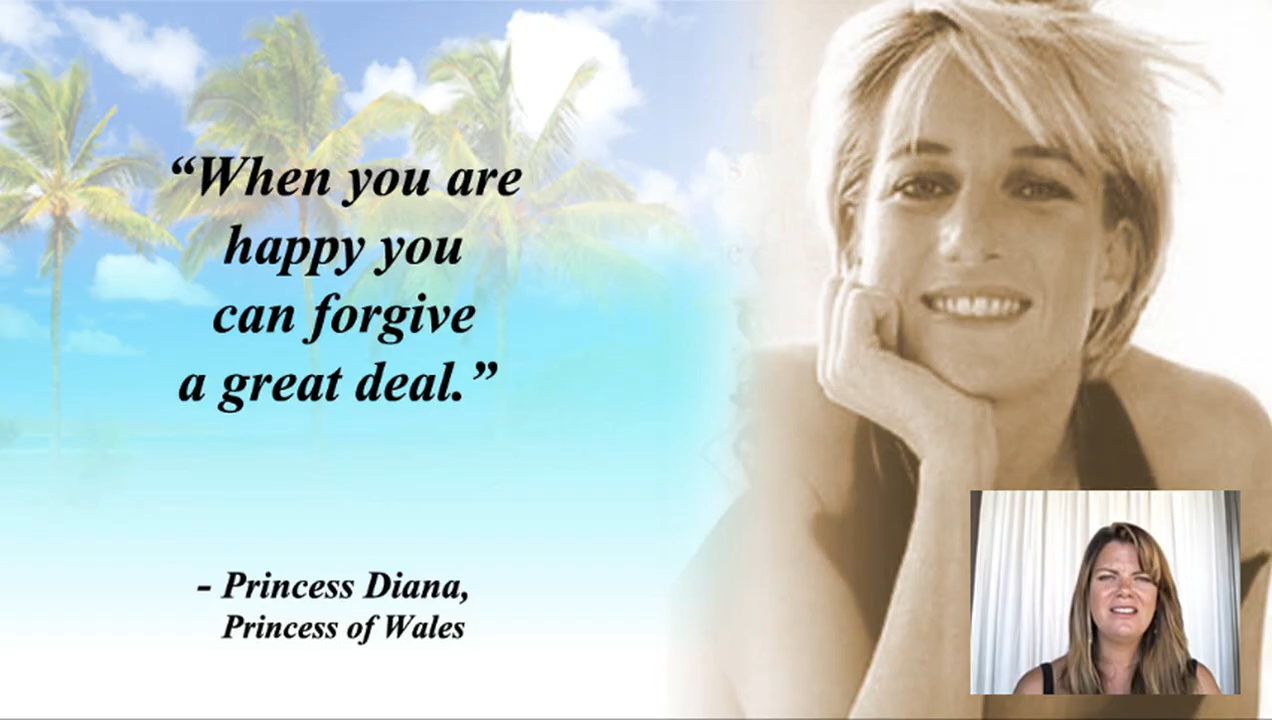 “When you are
happy you
can forgive
a great deal.”
- Princess Diana,
Princess of Wales